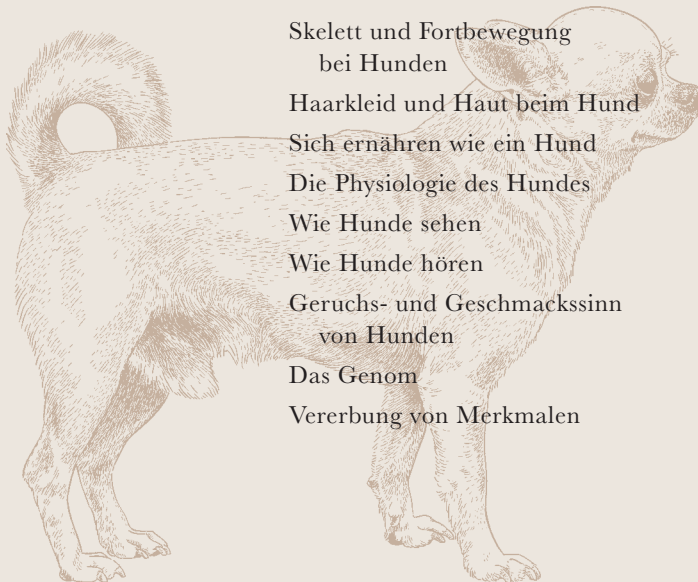 Skelett und Fortbewegung
bei Hunden
Haarkleid und Haut beim Hund
Sich ernähren wie ein Hund
Die Physiologie des Hundes
Wie Hunde sehen
Wie Hunde hören
Geruchs- und Geschmackssinn
von Hunden
Das Genom
Vererbung von Merkmalen